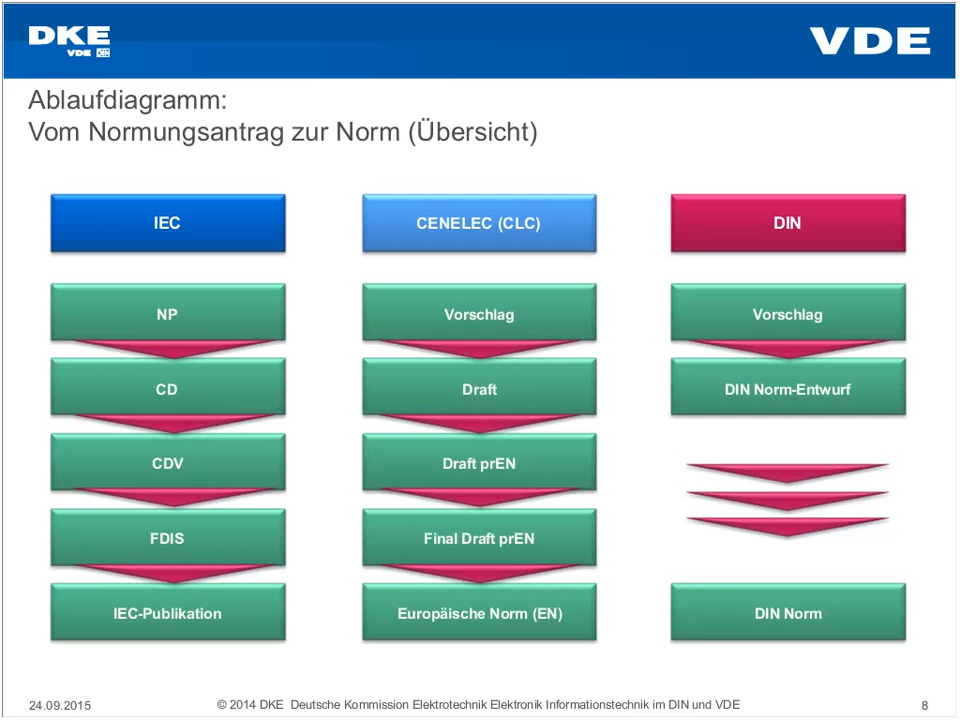 DKE
VDE DIN
VDE
Ablaufdiagramm:
Vom Normungsantrag zur Norm (Übersicht)
IEC
NP
CD
CDV
FDIS
IEC-Publikation
CENELEC (CLC)
Vorschlag
Draft
Draft prEN
Final Draft prEN
Europäische Norm (EN)
DIN
Vorschlag
DIN Norm-Entwurf
DIN Norm
24.09.2015
© 2014 DKE Deutsche Kommission Elektrotechnik Elektronik Informationstechnik im DIN und VDE
8